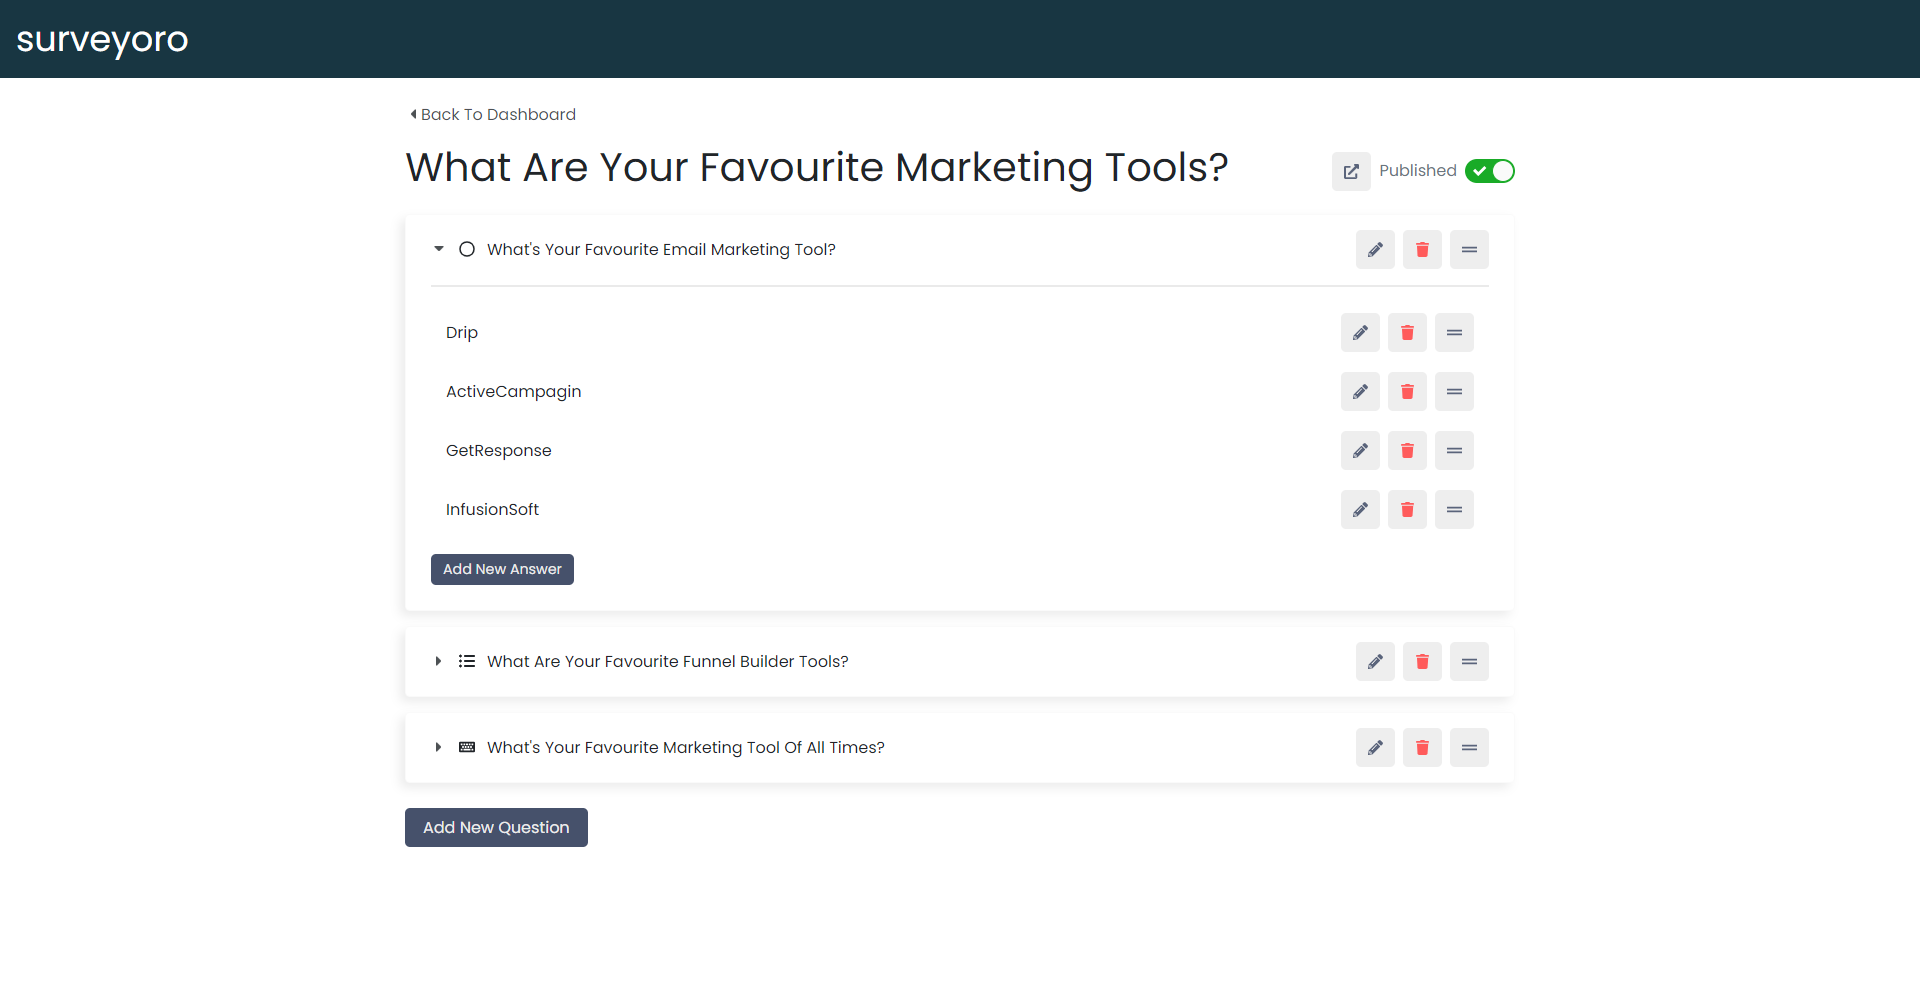 surveyoro
Back To Dashboard
What Are Your Favourite Marketing Tools?
Published
What's Your Favourite Email Marketing Tool?
Drip
ActiveCampagin
GetResponse
InfusionSoft
Add New Answer
What Are Your Favourite Funnel Builder Tools?
What's Your Favourite Marketing Tool Of All Times?
Add New Question